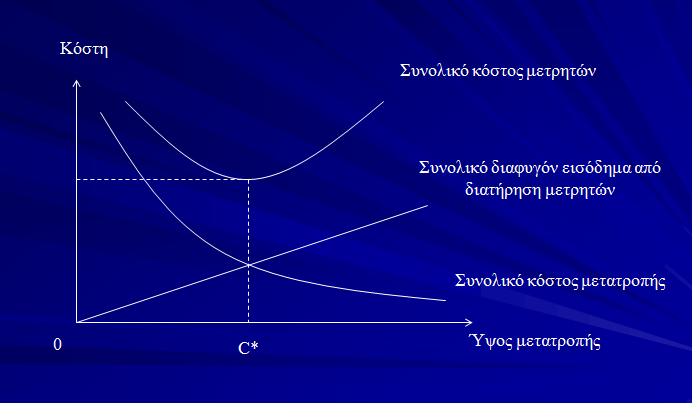 Κόστη
Συνολικό κόστος μετρητών
Συνολικό διαφυγόν εισόδημα από
διατήρηση μετρητών
Συνολικό κόστος μετατροπής
0
C*
Ύψος μετατροπής